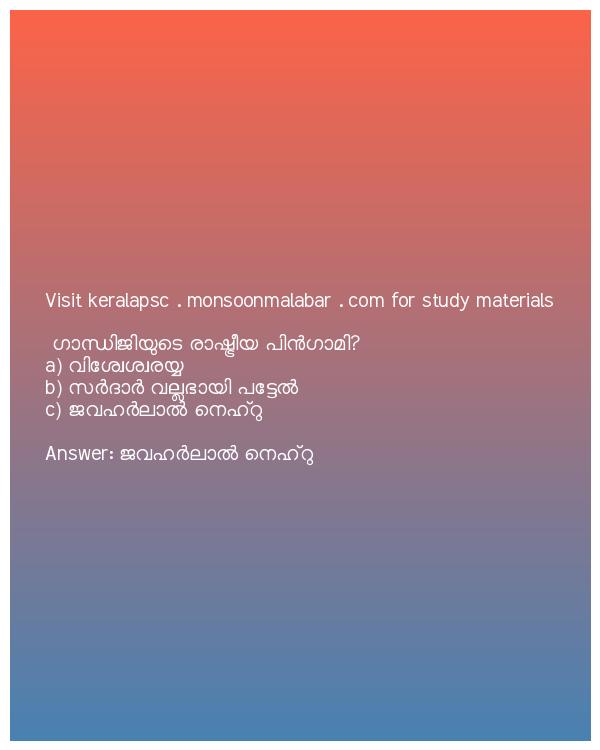 Visit keralapsc . monsoonmalabar . com for study materials
ഗാന്ധിജിയുടെ രാഷ്ട്രീയ പിൻഗാമി?
a) വിശ്വേശ്വരയ്യ
b) സർദാർ വല്ലഭായി പട്ടേൽ
c) ജവഹർലാൽ നെഹ്റു
Answer: ജവഹർലാൽ നെഹ്റു